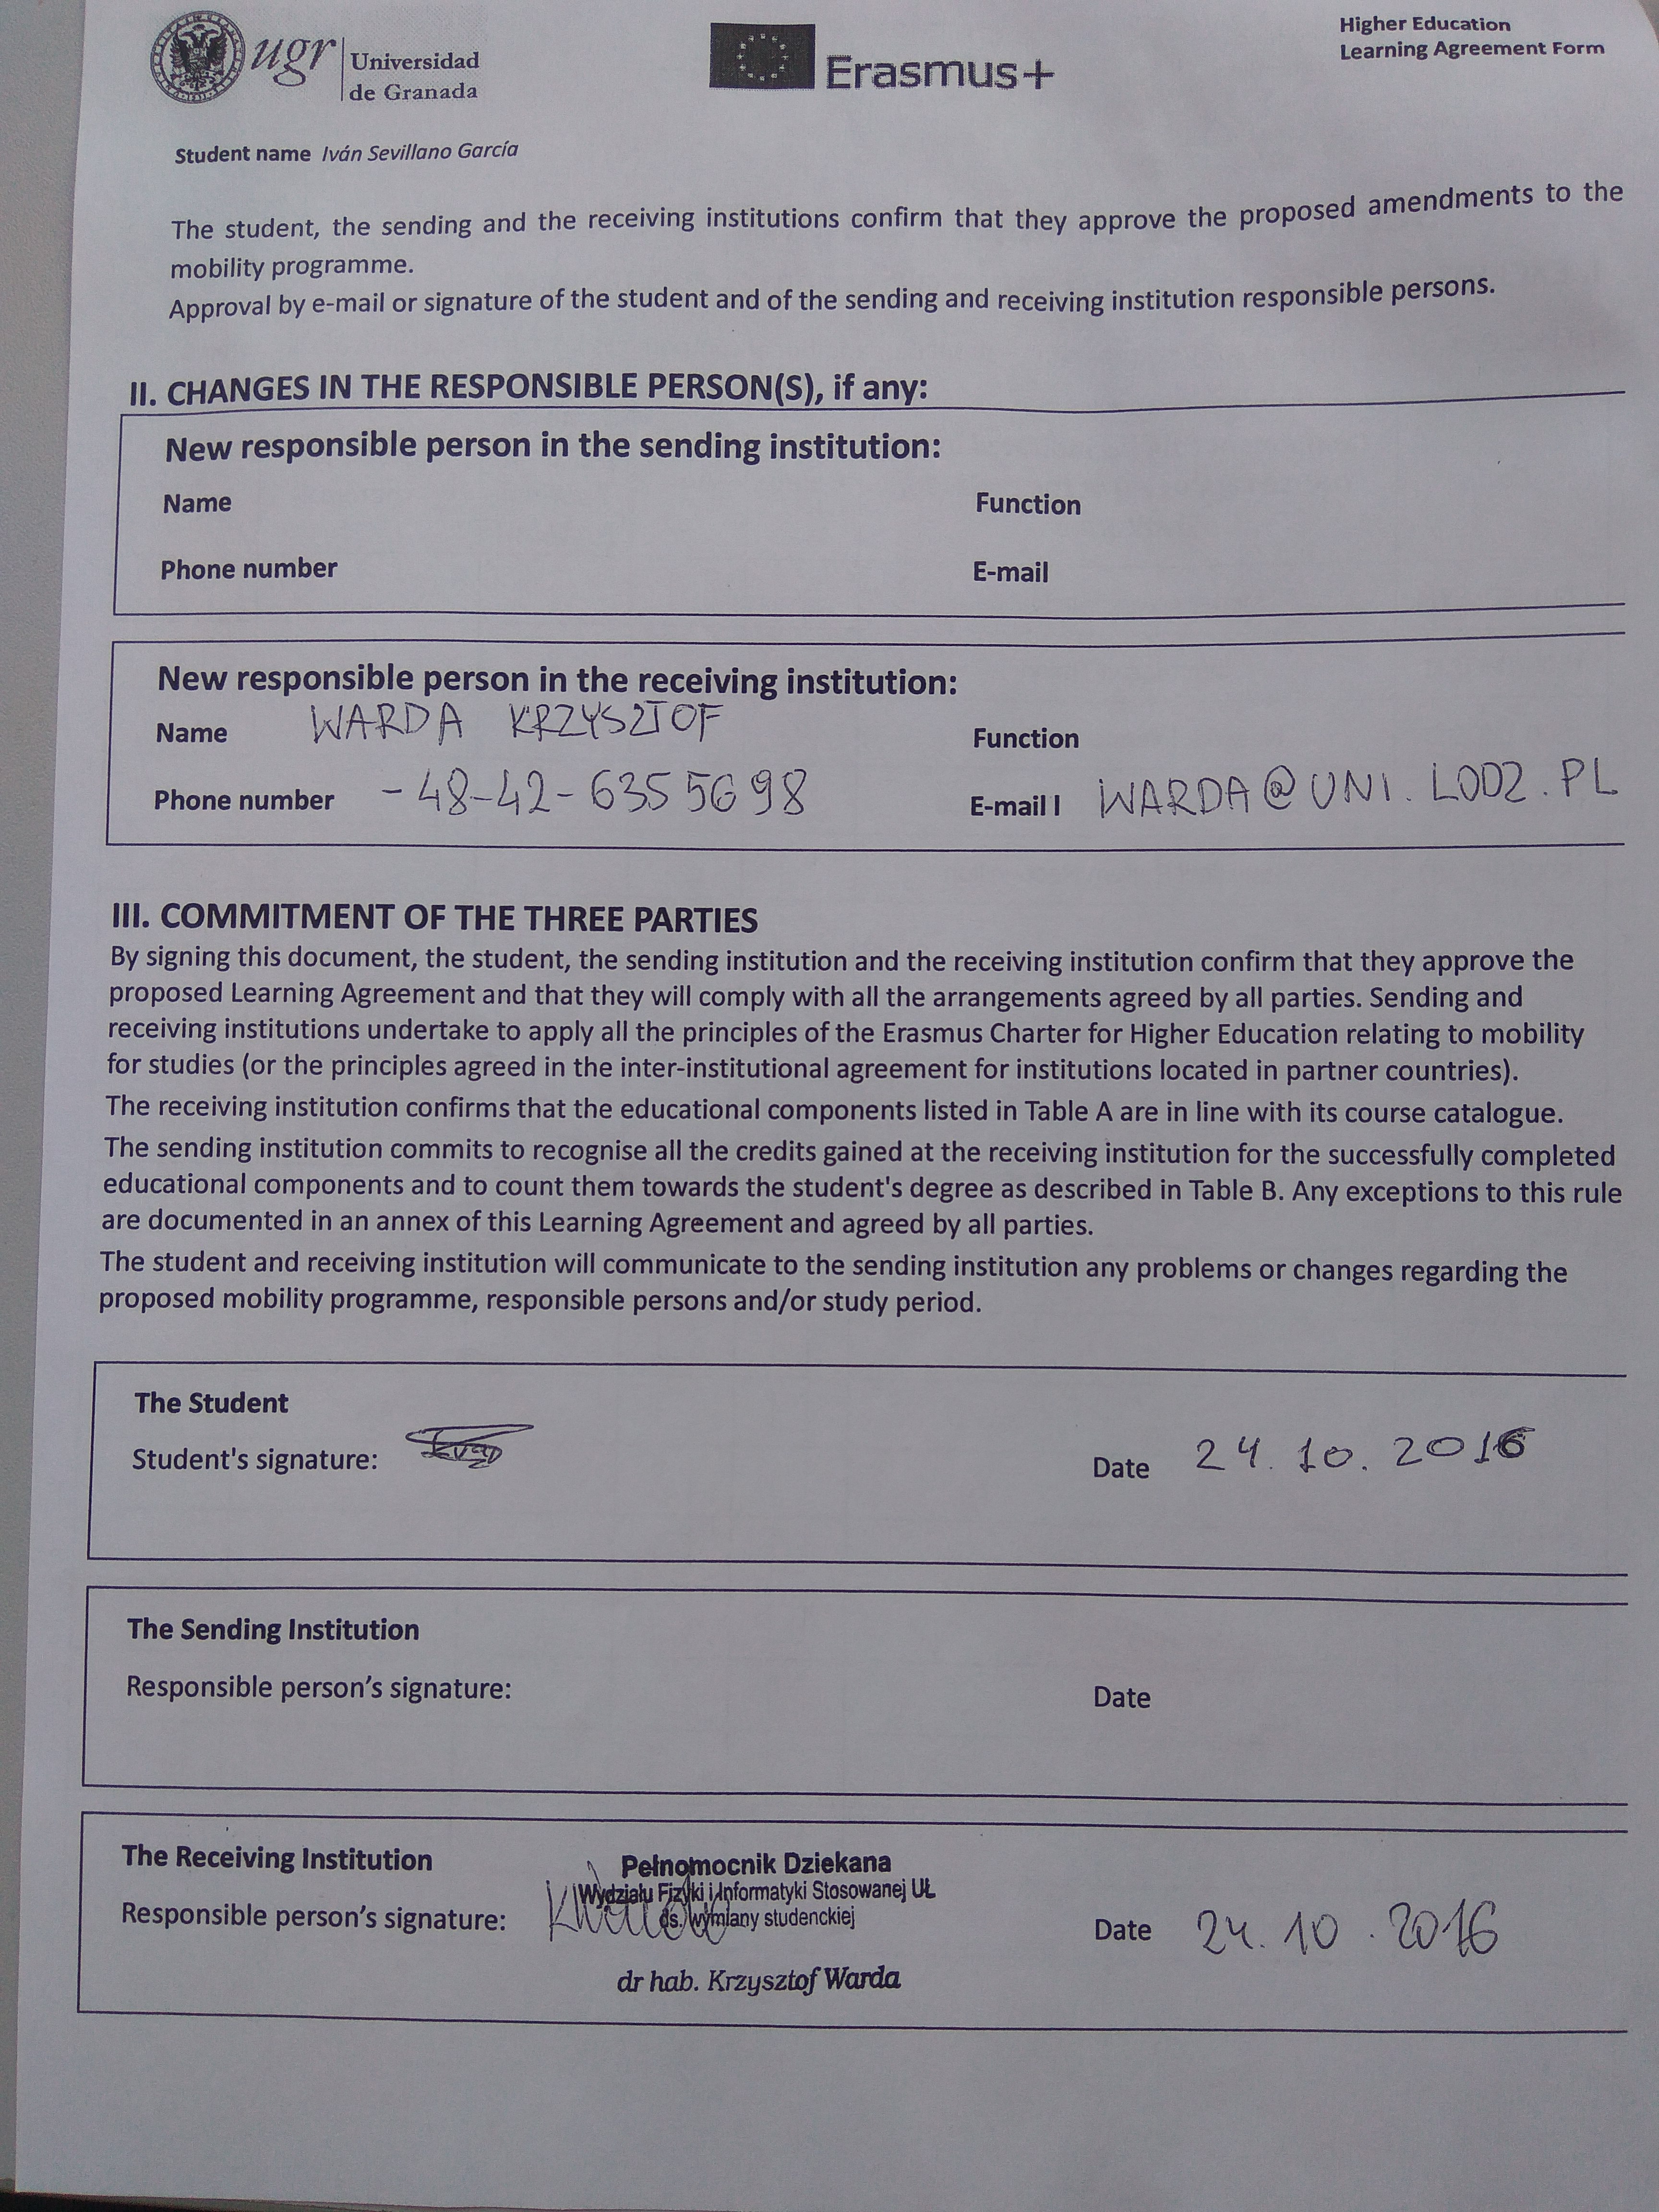 ugr
Universidad
de Granada
Erasmus+
Higher Education
Learning Agreement Form
Student name Iván Sevillano García
The student, the sending and the receiving institutions confirm that they approve the proposed amendments to the
mobility programme.
Approval by e-mail or signature of the student and of the sending and receiving institution responsible persons.
II. CHANGES IN THE RESPONSIBLE PERSON(S), if any:
New responsible person in the sending institution:
Name Function
Phone number E-mail
New responsible person in the receiving institution:
Name WARDA KRZYSZTOF Function
Phone number -48-42-6355698 E-mail l WARDA@UNI.LODZ.PL
III. COMMITMENT OF THE THREE PARTIES
By signing this document, the student, the sending institution and the receiving institution confirm that they approve the
proposed Learning Agreement and that they will comply with all the arrangements agreed by all parties. Sending and
receiving institutions undertake to apply all the principles of the Erasmus Charter for Higher Education relating to mobility
for studies (or the principles agreed in the inter-institutional agreement for institutions located in partner countries).
The receiving institution confirms that the educational components listed in Table A are in line with its course catalogue.
The sending institution commits to recognise all the credits gained at the receiving institution for the successfully completed
educational components and to count them towards the student's degree as described in Table B. Any exceptions to this rule
are documented in an annex of this Learning Agreement and agreed by all parties.
The student and receiving institution will communicate to the sending institution any problems or changes regarding the
proposed mobility programme, responsible persons and/or study period.
The Student
Student's signature: Ivan Date 24.10.2016
The Sending Institution
Responsible person’s signature: Date
The Receiving Institution
Pełnomocnik Dziekana
Wydziału Fizyki i Informatyki Stosowanej UŁ
ds. wymiany studenckiej
Responsible person’s signature: Date 24.10.2016
dr hab. Krzysztof Warda